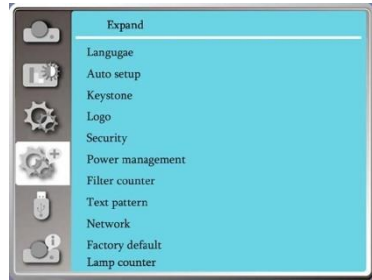 Expand
Langugae
Auto setup
Keystone
Logo
Security
Power management
Filter counter
Text pattern
Network
Factory default
Lamp counter